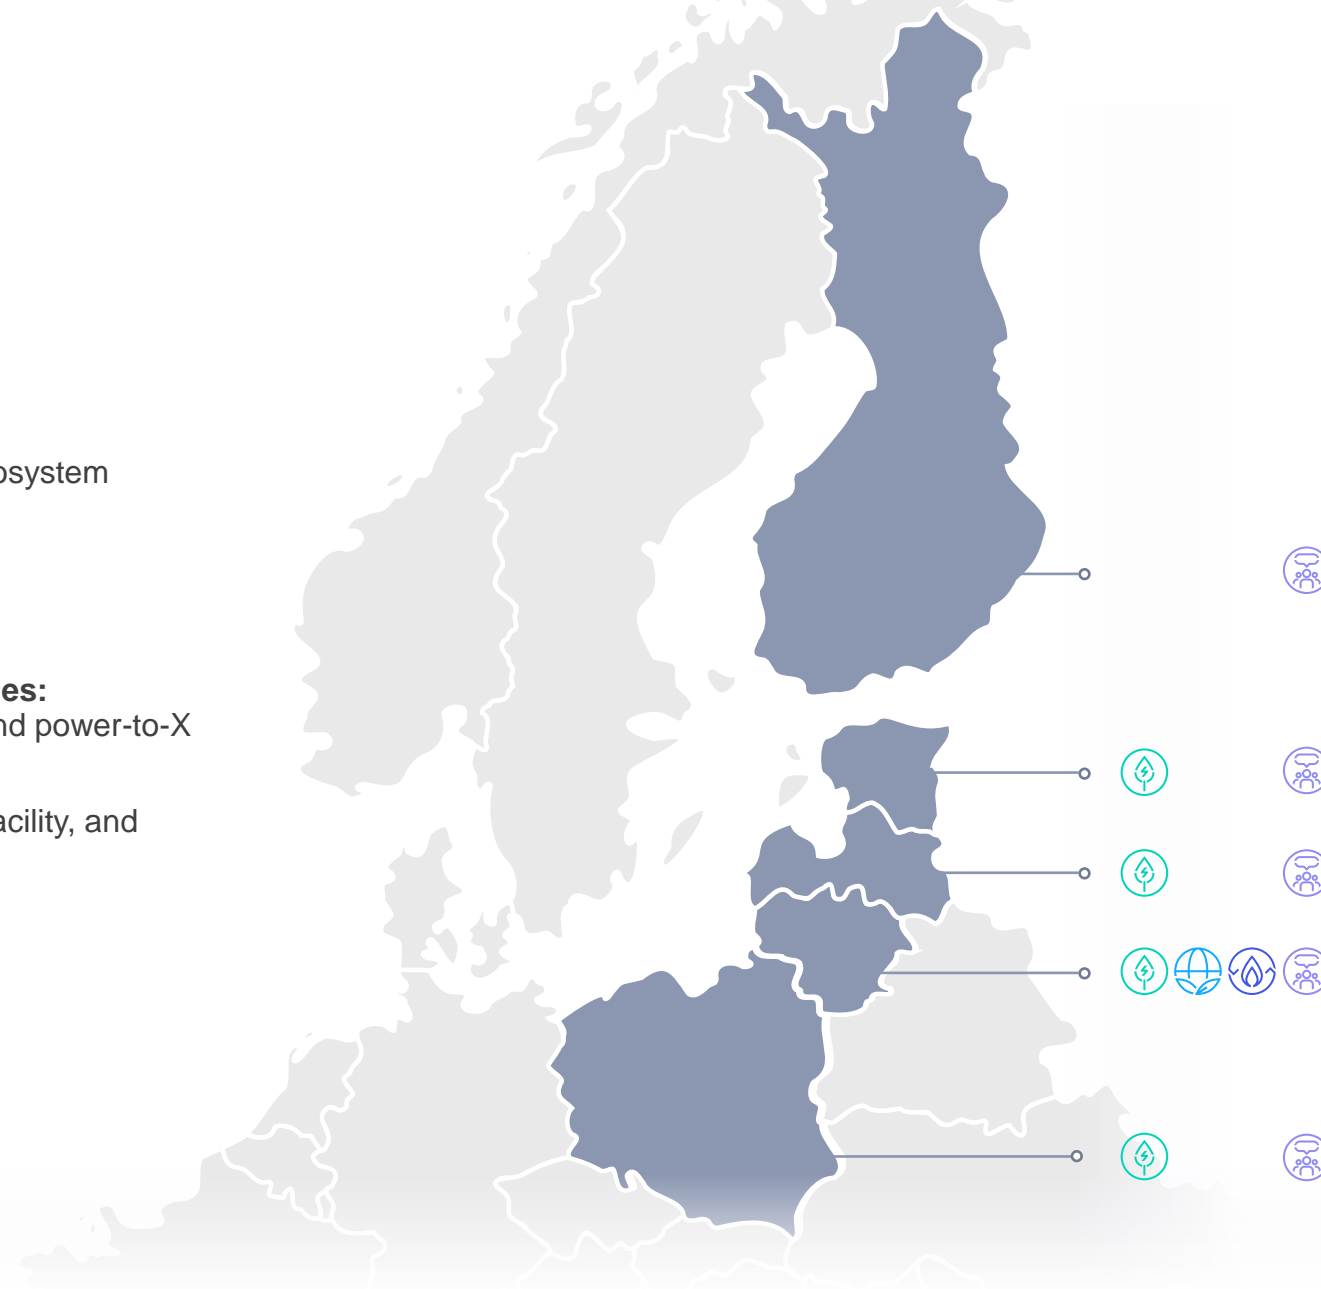 osystem
es:
nd power-to-X
acility, and